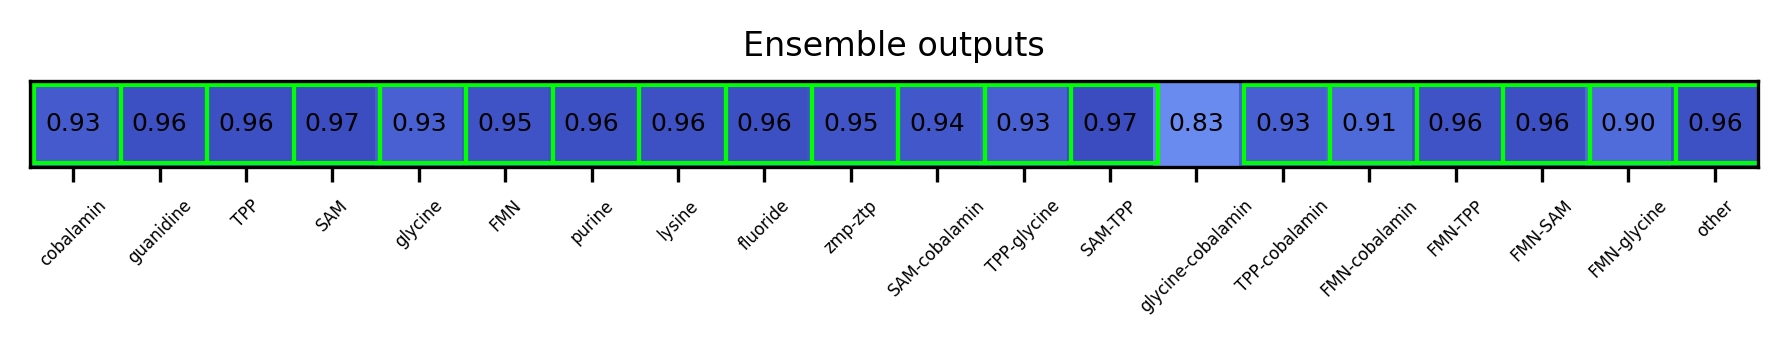 Ensemble outputs
0.93 0.96 0.96 0.97 0.93 0.95 0.96 0.96 0.96 0.95 0.94 0.93 0.97 0.83 0.93 0.91 0.96 0.96 0.90 0.96
cobalamin guanidine TPP SAM glycine FMN purine lysine fluoride zmp-ztp SAM-cobalamin TPP-glycine SAM-TPP glycine-cobalamin TPP-cobalamin FMN-cobalamin FMN-TPP FMN-SAM FMN-glycine other